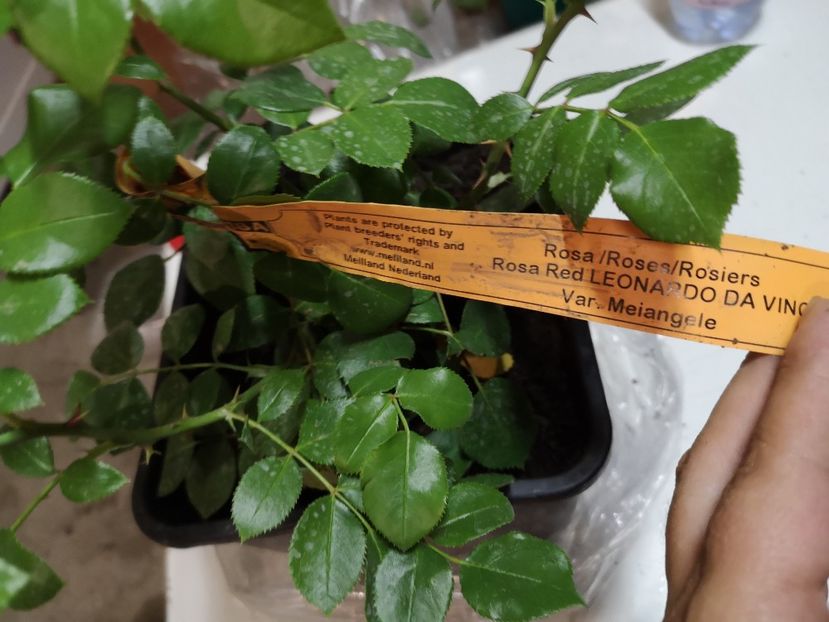 Plants are protected by
Plant breeders' rights and
Trademark
www.meilland.nl
Meilland Nederland
Rosa /Roses/Rosiers
Rosa Red LEONARDO DA VINC
Var. Meiangele